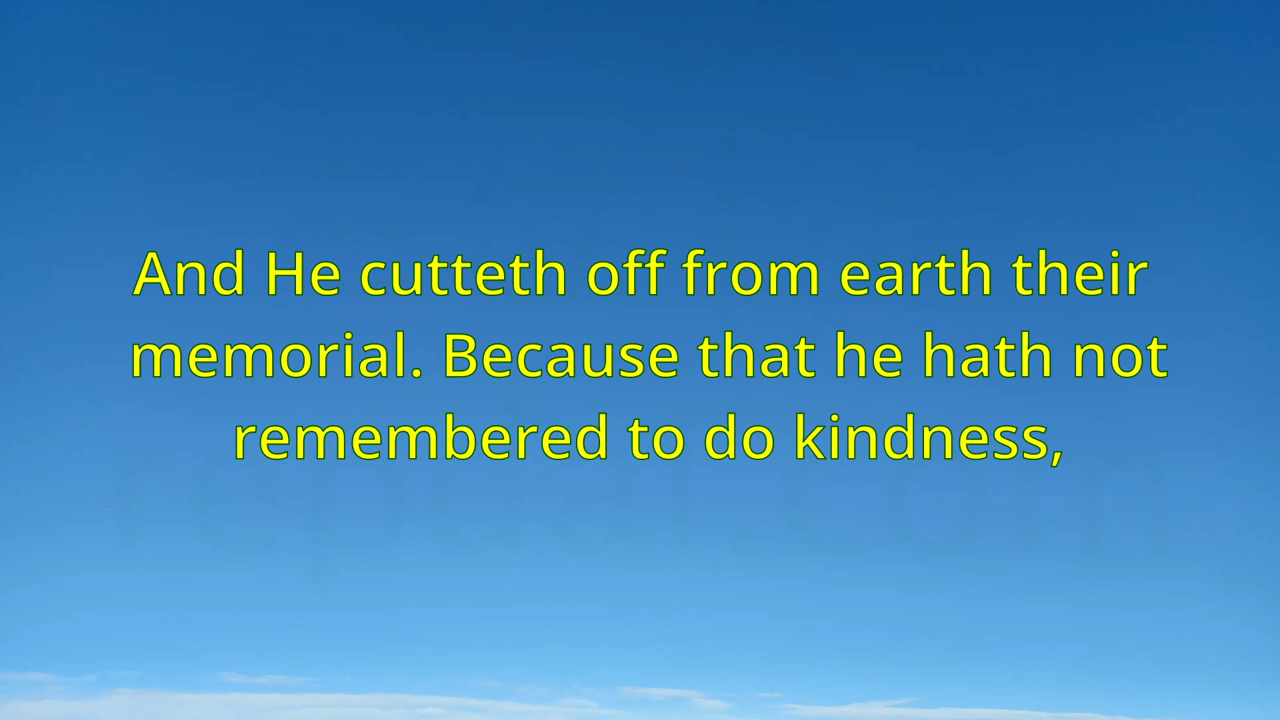 And He cutteth off from earth their
memorial. Because that he hath not
remembered to do kindness,